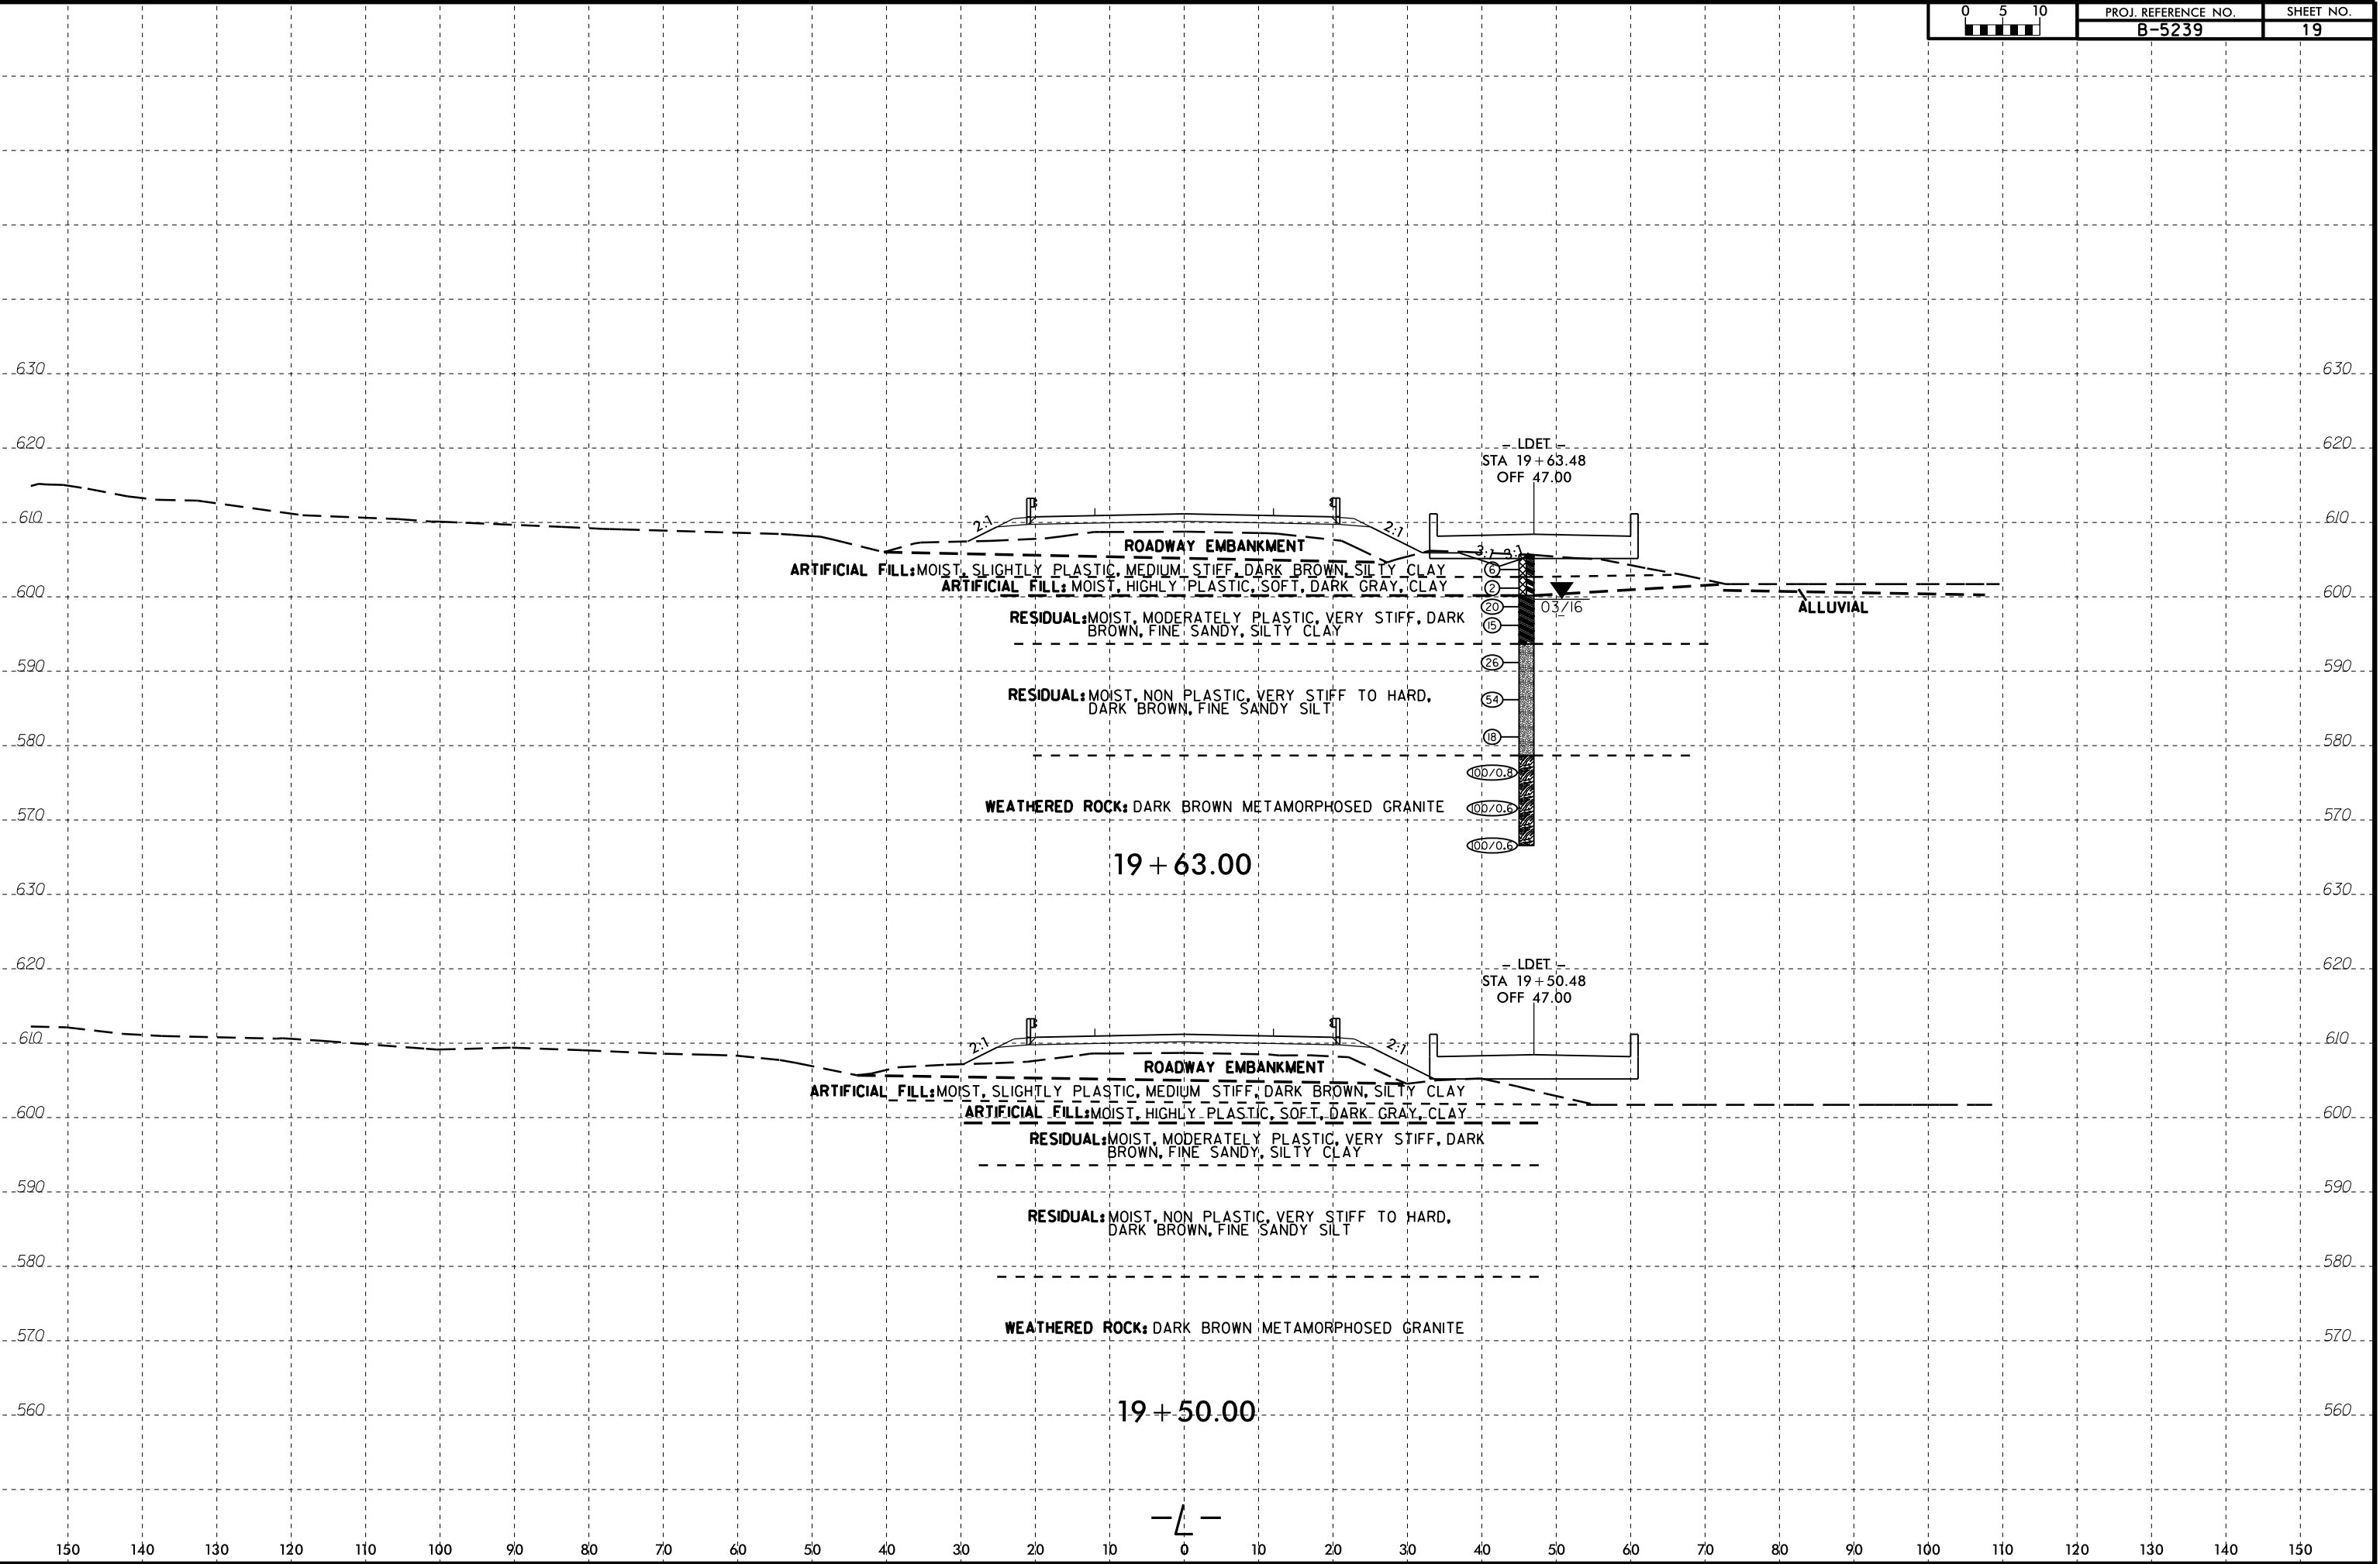 0 5 10
PROJ. REFERENCE NO. SHEET NO.
B-5239 19
630 630
620 620
- LDET -
STA 19+63.48
OFF 47.00
610 610
2:1 2:1
ROADWAY EMBANKMENT
3:1 3:1
ARTIFICIAL FILL: MOIST, SLIGHTLY PLASTIC, MEDIUM STIFF, DARK BROWN, SILTY CLAY 6
ARTIFICIAL FILL: MOIST, HIGHLY PLASTIC, SOFT, DARK GRAY, CLAY 2
600 600
20 03/16 ALLUVIAL
RESIDUAL: MOIST, MODERATELY PLASTIC, VERY STIFF, DARK
BROWN, FINE SANDY, SILTY CLAY 15
590 26 590
RESIDUAL: MOIST, NON PLASTIC, VERY STIFF TO HARD, 54
DARK BROWN, FINE SANDY SILT
580 18 580
100/0.8
WEATHERED ROCK: DARK BROWN METAMORPHOSED GRANITE 100/0.6
570 570
100/0.6
19+63.00
630 630
620 620
- LDET -
STA 19+50.48
OFF 47.00
610 610
2:1 2:1
ROADWAY EMBANKMENT
ARTIFICIAL FILL: MOIST, SLIGHTLY PLASTIC, MEDIUM STIFF, DARK BROWN, SILTY CLAY
ARTIFICIAL FILL: MOIST, HIGHLY PLASTIC, SOFT, DARK GRAY, CLAY
600 600
RESIDUAL: MOIST, MODERATELY PLASTIC, VERY STIFF, DARK
BROWN, FINE SANDY, SILTY CLAY
590 590
RESIDUAL: MOIST, NON PLASTIC, VERY STIFF TO HARD,
DARK BROWN, FINE SANDY SILT
580 580
WEATHERED ROCK: DARK BROWN METAMORPHOSED GRANITE
570 570
560 560
19+50.00
-L-
150 140 130 120 110 100 90 80 70 60 50 40 30 20 10 0 10 20 30 40 50 60 70 80 90 100 110 120 130 140 150